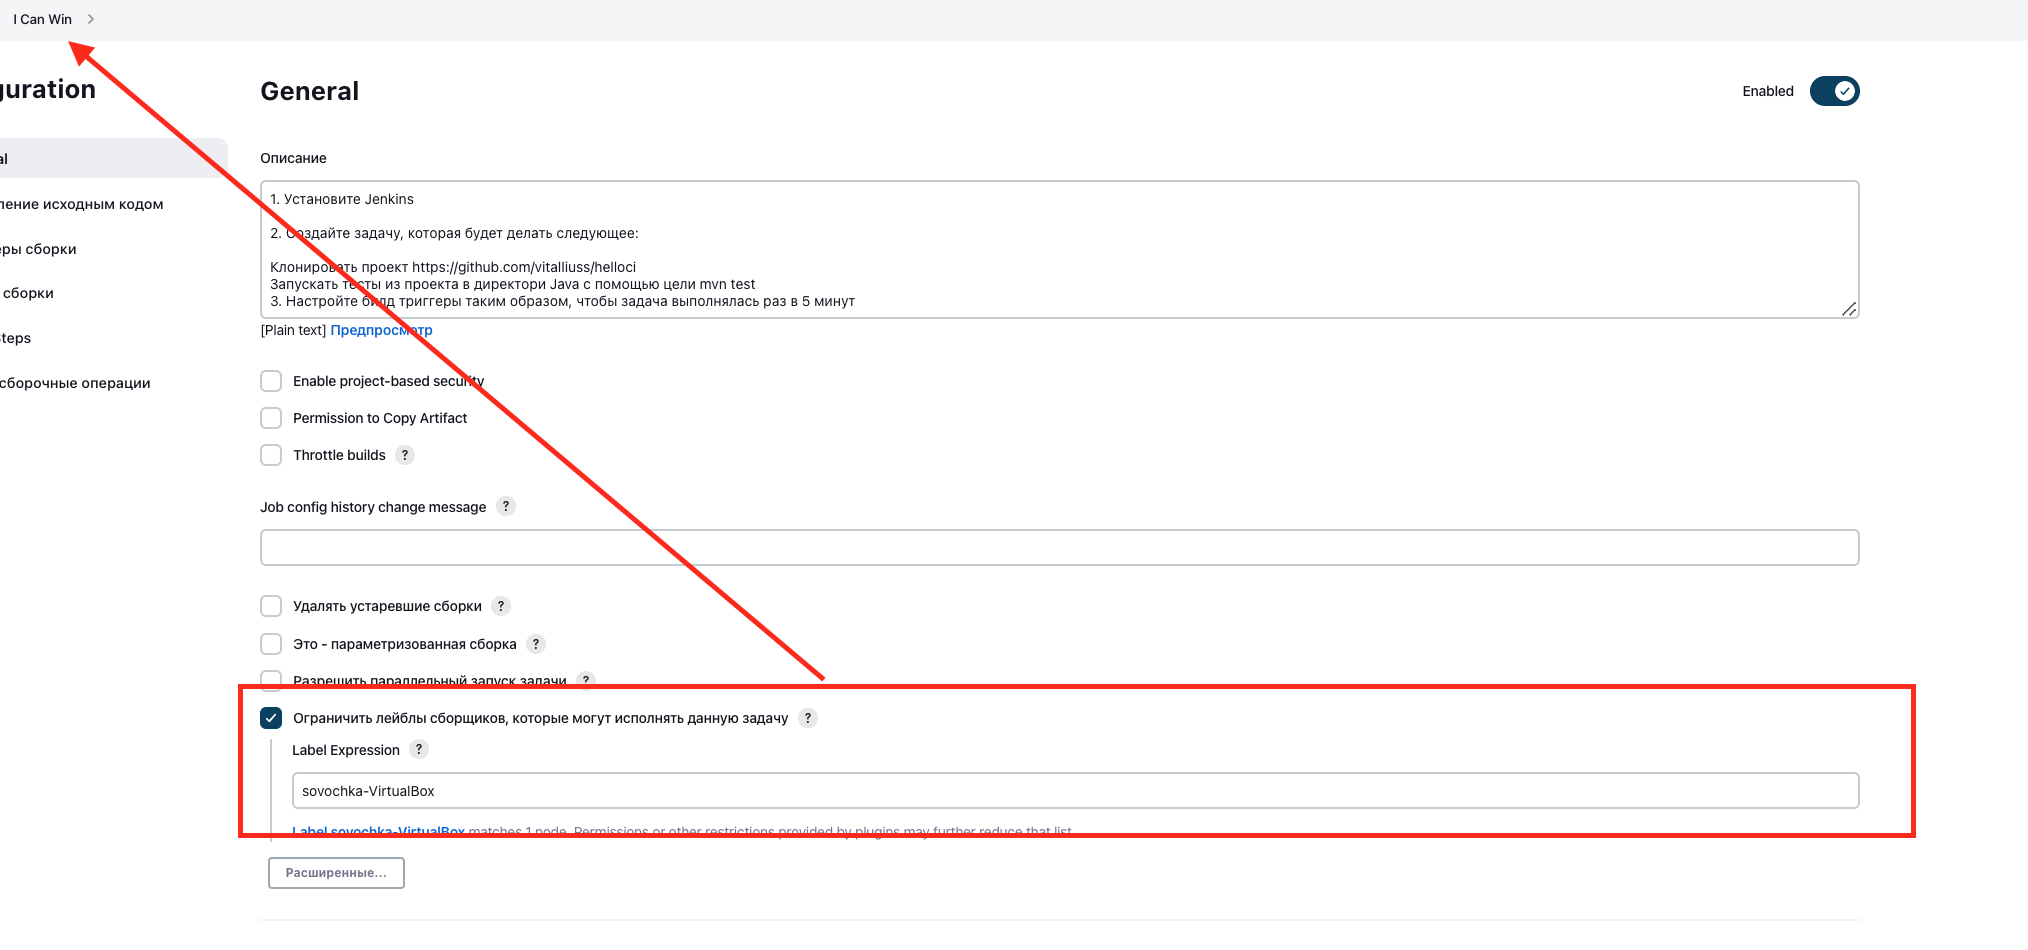 I Can Win
guration
General
Enabled
al
Описание
1. Установите Jenkins
ление исходным кодом
2. Создайте задачу, которая будет делать следующее:
еры сборки
Клонировать проект https://github.com/vitalliuss/helloci
Запускать тесты из проекта в директори Java с помощью цели mvn test
сборки
3. Настройте билд триггеры таким образом, чтобы задача выполнялась раз в 5 минут
[Plain text] Предпросмотр
Steps
Enable project-based security
сборочные операции
Permission to Copy Artifact
Throttle builds ?
Job config history change message ?
Удалять устаревшие сборки ?
Это - параметризованная сборка ?
Разрешить параллельный запуск задачи ?
Ограничить лейблы сборщиков, которые могут исполнять данную задачу ?
Label Expression ?
sovochka-VirtualBox
Label sovochka-VirtualBox matches 1 node. Permissions or other restrictions provided by plugins may further reduce that list.
Расширенные...